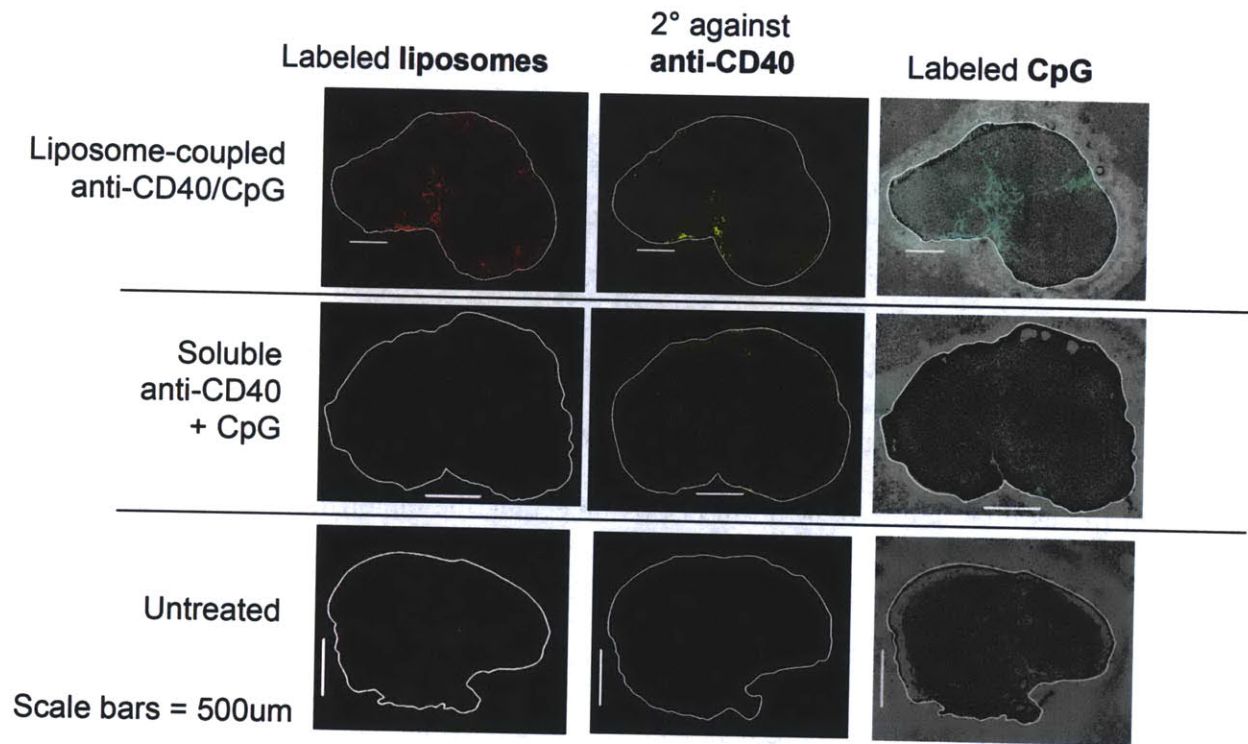 Labeled liposomes
2° against
anti-CD40
Labeled CpG
Liposome-coupled
anti-CD40/CpG
Soluble
anti-CD40
+ CpG
Untreated
Scale bars = 500um